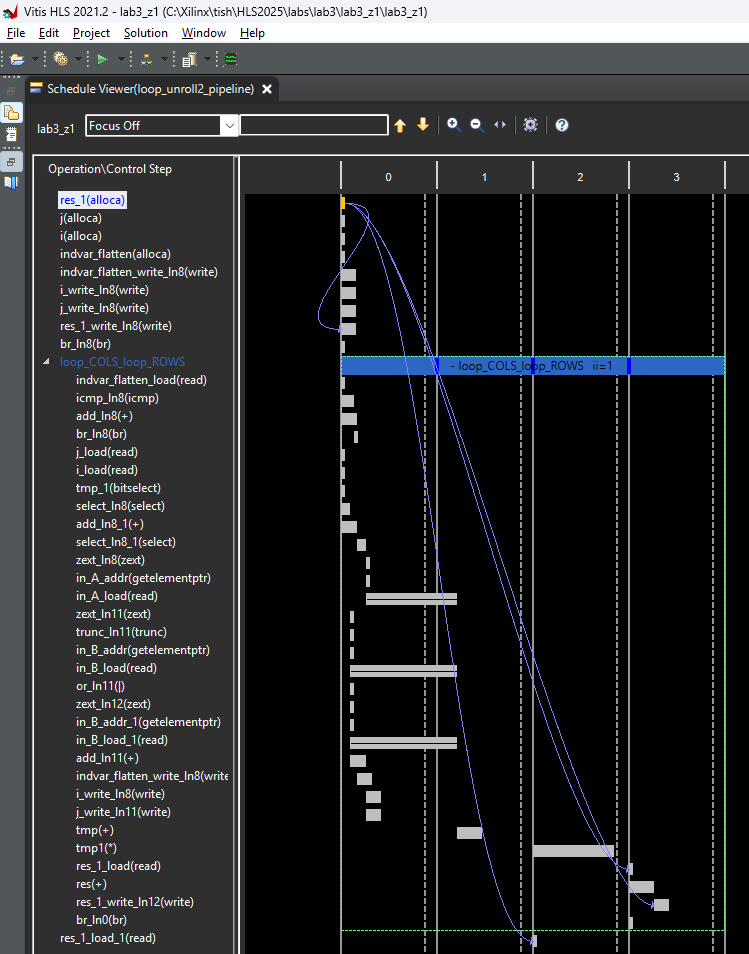 Vitis HLS 2021.2 - lab3_z1 (C:\Xilinx\tish\HLS2025\labs\lab3\lab3_z1\lab3_z1)
File Edit Project Solution Window Help
Schedule Viewer(loop_unroll2_pipeline)
lab3_z1 Focus Off
Operation\Control Step 0 1 2 3
res_1(alloca)
j(alloca)
i(alloca)
indvar_flatten(alloca)
indvar_flatten_write_ln8(write)
i_write_ln8(write)
j_write_ln8(write)
res_1_write_ln8(write)
br_ln8(br)
loop_COLS_loop_ROWS - loop_COLS_loop_ROWS ii=1
indvar_flatten_load(read)
icmp_ln8(icmp)
add_ln8(+)
br_ln8(br)
j_load(read)
i_load(read)
tmp_1(bitselect)
select_ln8(select)
add_ln8_1(+)
select_ln8_1(select)
zext_ln8(zext)
in_A_addr(getelementptr)
in_A_load(read)
zext_ln11(zext)
trunc_ln11(trunc)
in_B_addr(getelementptr)
in_B_load(read)
or_ln11(|)
zext_ln12(zext)
in_B_addr_1(getelementptr)
in_B_load_1(read)
add_ln11(+)
indvar_flatten_write_ln8(write
i_write_ln8(write)
j_write_ln11(write)
tmp(+)
tmp1(*)
res_1_load(read)
res(+)
res_1_write_ln12(write)
br_ln0(br)
res_1_load_1(read)